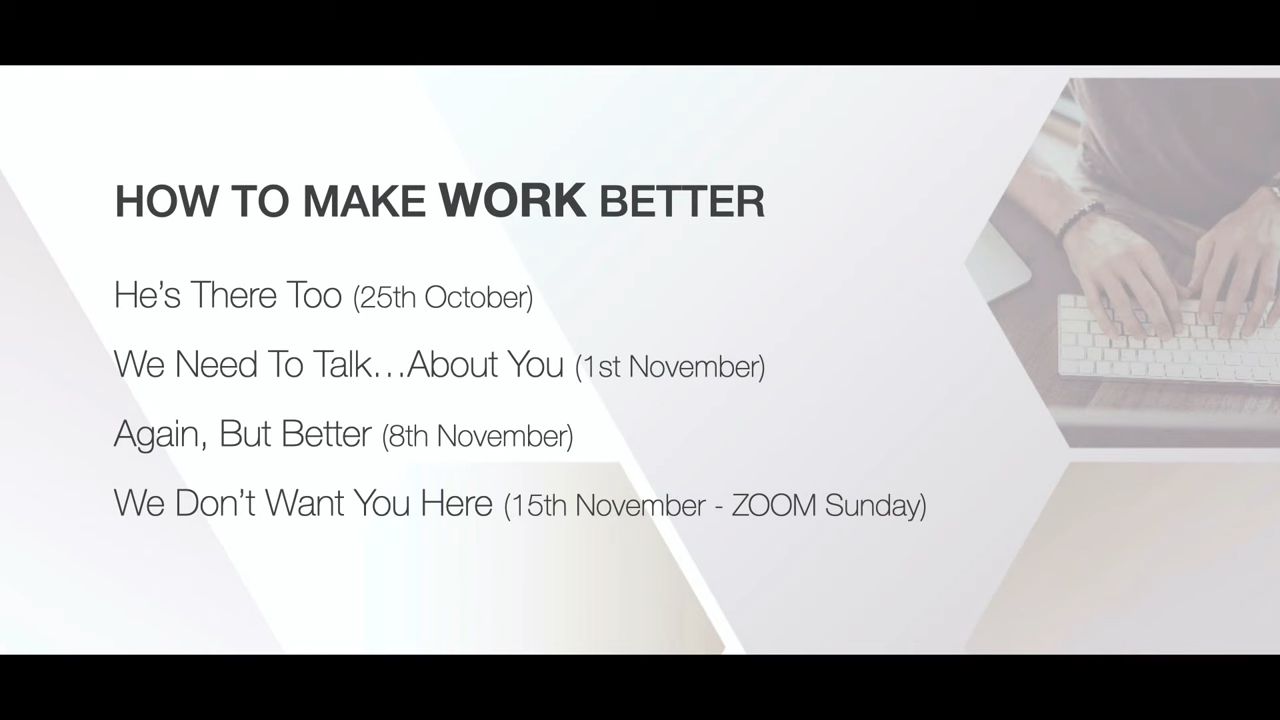 HOW TO MAKE WORK BETTER
He’s There Too (25th October)
We Need To Talk…About You (1st November)
Again, But Better (8th November)
We Don’t Want You Here (15th November - ZOOM Sunday)